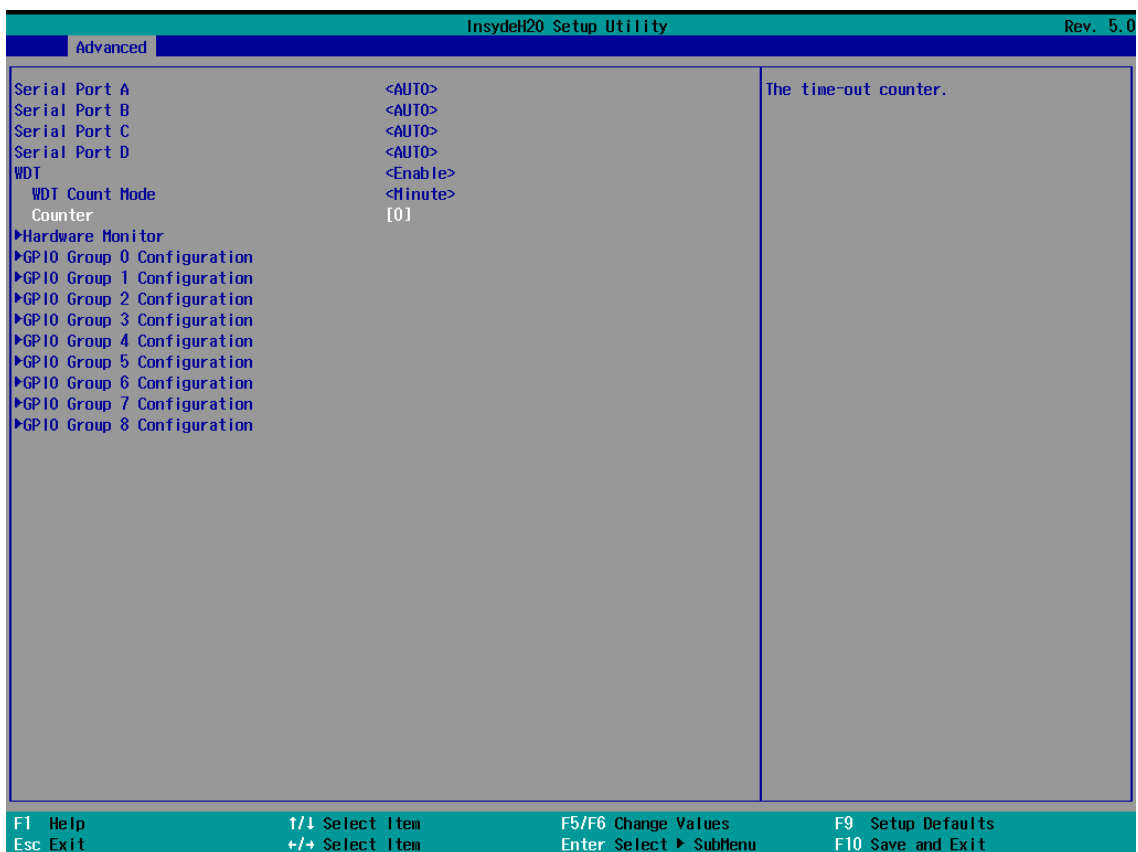 InsydeH2O Setup Utility Rev. 5.0
Advanced
Serial Port A <AUTO> The time-out counter.
Serial Port B <AUTO>
Serial Port C <AUTO>
Serial Port D <AUTO>
WDT <Enable>
WDT Count Mode <Minute>
Counter [0]
▶Hardware Monitor
▶GPIO Group 0 Configuration
▶GPIO Group 1 Configuration
▶GPIO Group 2 Configuration
▶GPIO Group 3 Configuration
▶GPIO Group 4 Configuration
▶GPIO Group 5 Configuration
▶GPIO Group 6 Configuration
▶GPIO Group 7 Configuration
▶GPIO Group 8 Configuration
F1 Help ↑/↓ Select Item F5/F6 Change Values F9 Setup Defaults
Esc Exit ←/→ Select Item Enter Select ▶ SubMenu F10 Save and Exit